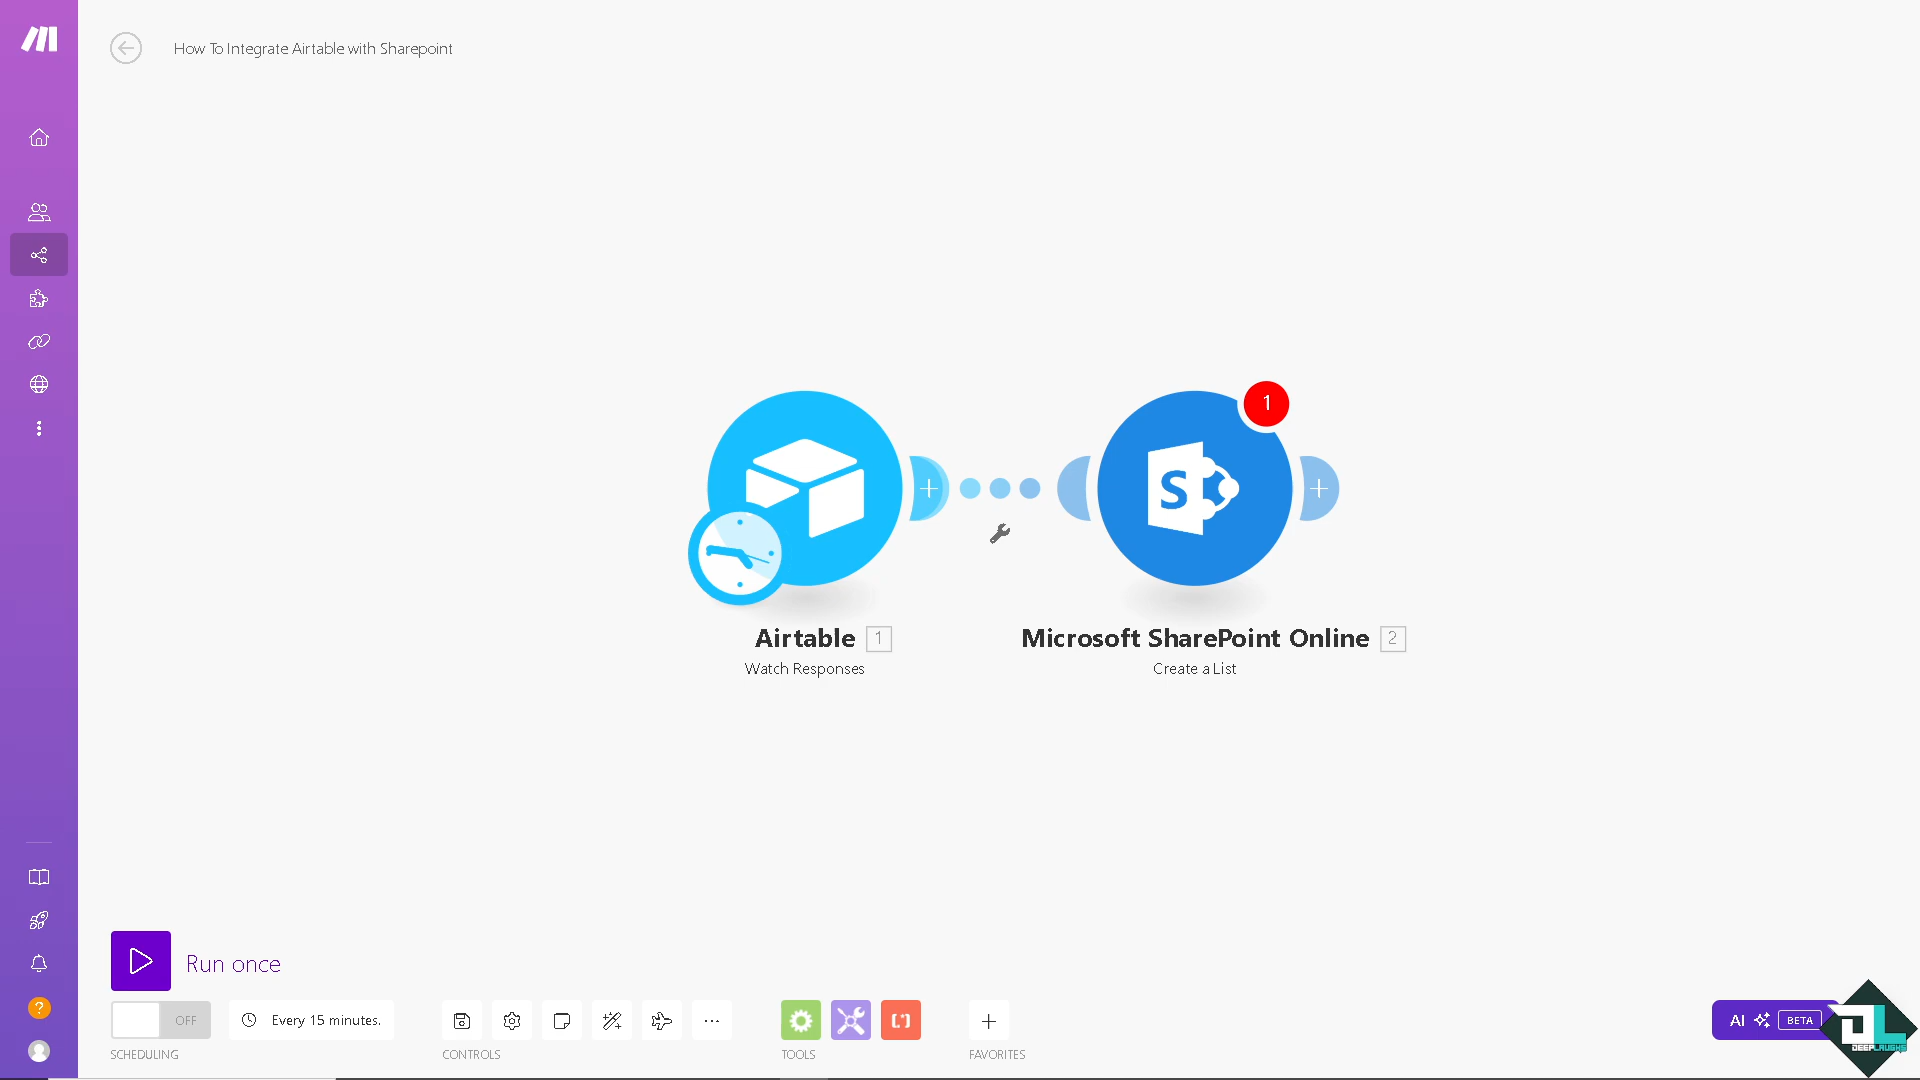 How To Integrate Airtable with Sharepoint
1
S
Airtable 1
Watch Responses
Microsoft SharePoint Online 2
Create a List
Run once
OFF
Every 15 minutes.
SCHEDULING
CONTROLS
TOOLS
FAVORITES
?
AI BETA
DEEPLAUGHS